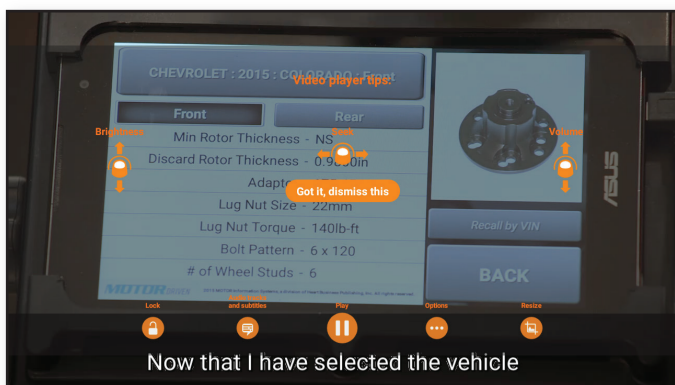 CHEVROLET : 2015 : COLORADO : Front
Video player tips:
Front
Rear
Brightness
Seek
Volume
Min Rotor Thickness - NS
Discard Rotor Thickness -
Got it, dismiss this
Lug Nut Size - 22mm
Lug Nut Torque - 140lb-ft
Bolt Pattern - 6 x 120
# of Wheel Studs - 6
Recall by VIN
BACK
ASUS
MOTOR
Lock
Audio tracks
and subtitles
Play
Options
Resize
Now that I have selected the vehicle